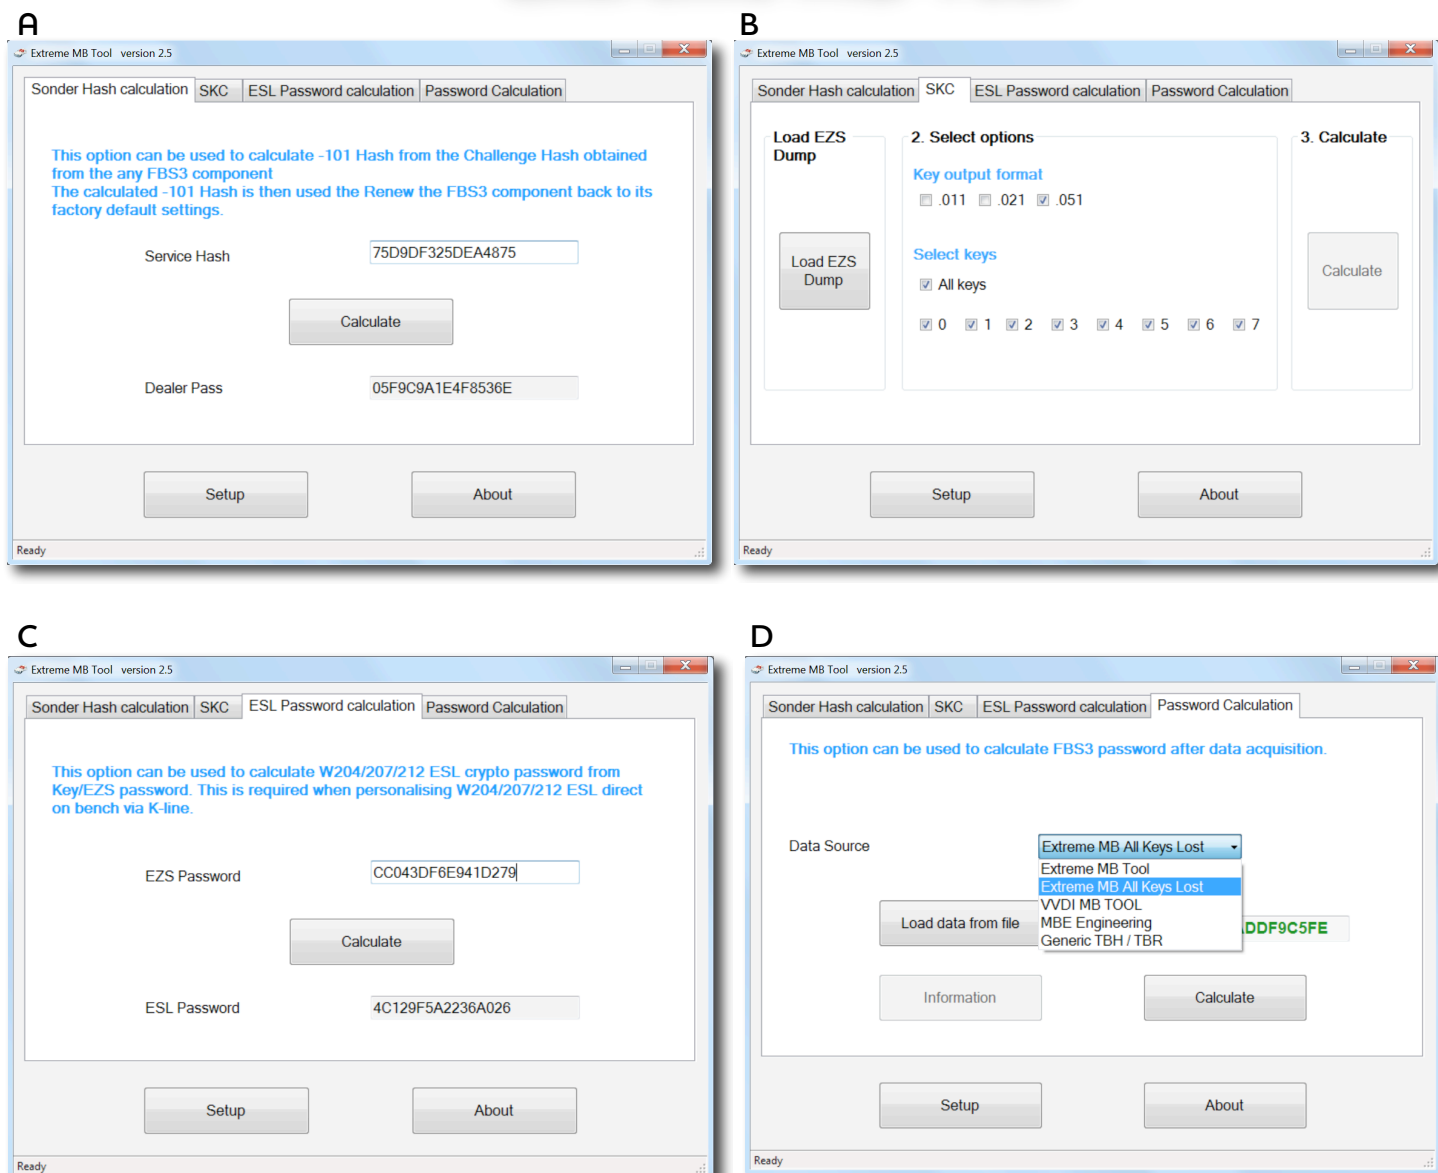 A
Extreme MB Tool version 2.5
Sonder Hash calculation SKC ESL Password calculation Password Calculation
This option can be used to calculate -101 Hash from the Challenge Hash obtained
from the any FBS3 component
The calculated -101 Hash is then used the Renew the FBS3 component back to its
factory default settings.
Service Hash 75D9DF325DEA4875
Calculate
Dealer Pass 05F9C9A1E4F8536E
Setup About
Ready
B
Extreme MB Tool version 2.5
Sonder Hash calculation SKC ESL Password calculation Password Calculation
Load EZS
Dump
Load EZS
Dump
2. Select options
Key output format
.011 .021 .051
Select keys
All keys
0 1 2 3 4 5 6 7
3. Calculate
Calculate
Setup About
Ready
C
Extreme MB Tool version 2.5
Sonder Hash calculation SKC ESL Password calculation Password Calculation
This option can be used to calculate W204/207/212 ESL crypto password from
Key/EZS password. This is required when personalising W204/207/212 ESL direct
on bench via K-line.
EZS Password CC043DF6E941D279
Calculate
ESL Password 4C129F5A2236A026
Setup About
Ready
D
Extreme MB Tool version 2.5
Sonder Hash calculation SKC ESL Password calculation Password Calculation
This option can be used to calculate FBS3 password after data acquisition.
Data Source Extreme MB All Keys Lost
Extreme MB Tool
Extreme MB All Keys Lost
VVDI MB TOOL
MBE Engineering
Generic TBH / TBR
Load data from file DDF9C5FE
Information Calculate
Setup About
Ready